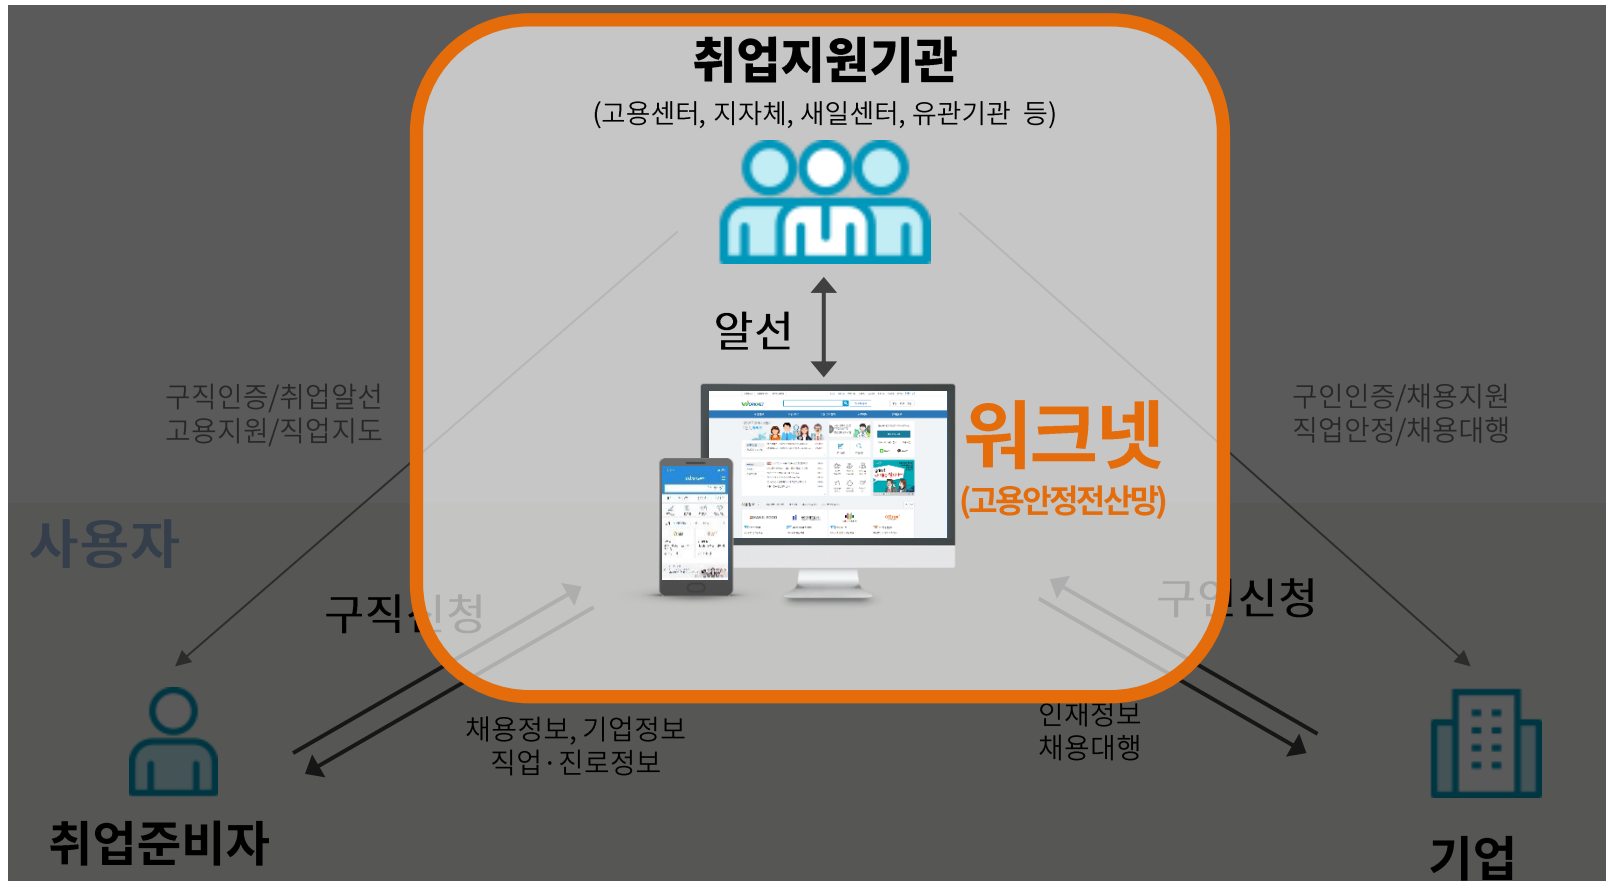 취업지원기관
(고용센터, 지자체, 새일센터, 유관기관 등)
알선
구직인증/취업알선
고용지원/직업지도
구인인증/채용지원
직업안정/채용대행
워크넷
(고용안정전산망)
사용자
구직신청
구인신청
채용정보, 기업정보
직업·진로정보
인재정보
채용대행
취업준비자
기업